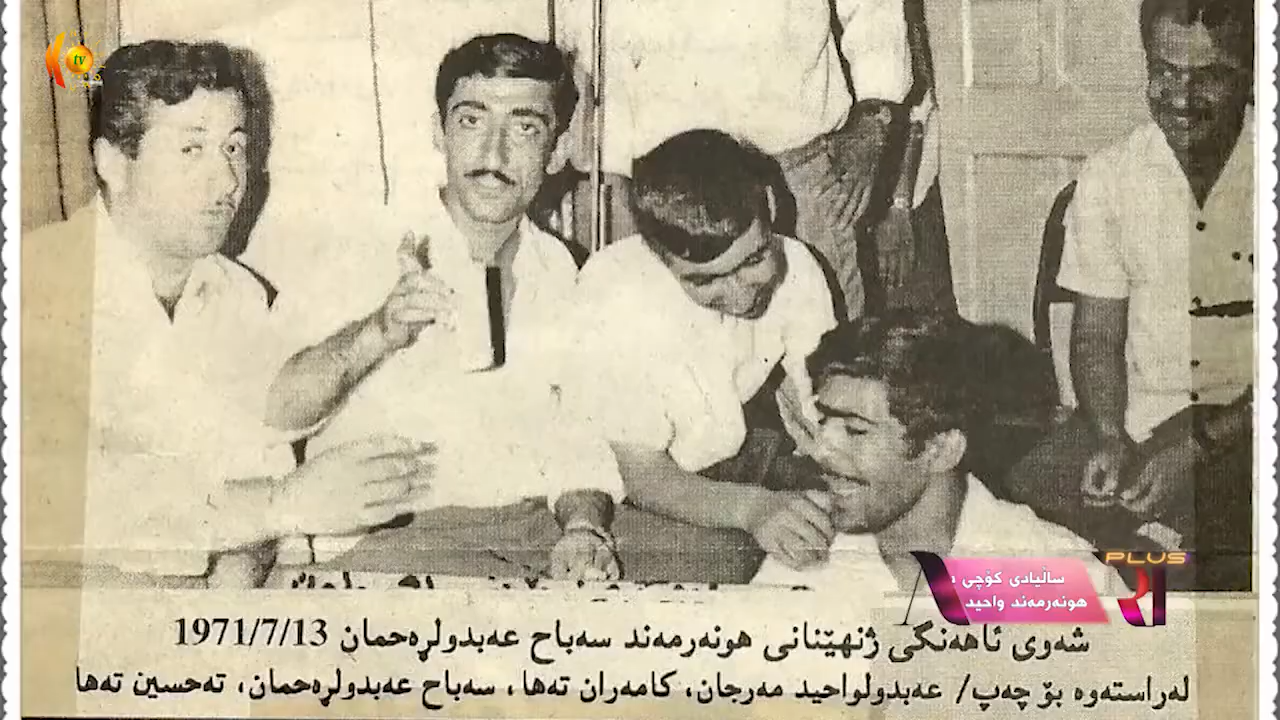 tv
PLUS
ساڵیادی کۆچی
هونەرمەند واحید
شەوی ئاهەنگی ژنهێنانی هونەرمەند سەباح عەبدولڕەحمان 1971/7/13
لەراستەوە بۆ چەپ/ عەبدولواحید مەرجان، کامەران تەها، سەباح عەبدولڕەحمان، تەحسین تەها